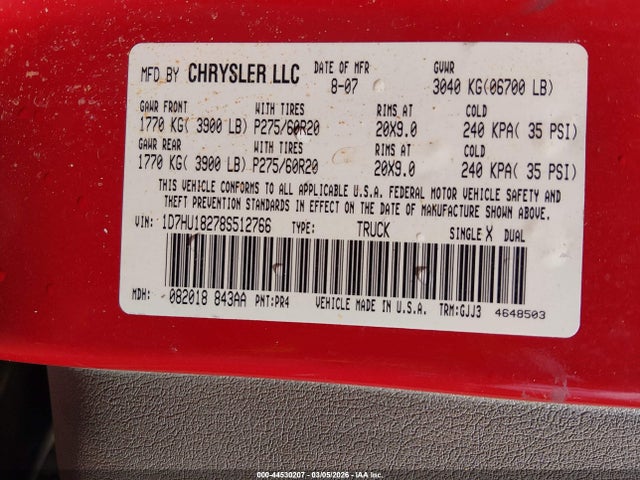 MFD BY CHRYSLER LLC DATE OF MFR GVWR
8-07 3040 KG(06700 LB)
GAWR FRONT WITH TIRES RIMS AT COLD
1770 KG( 3900 LB) P275/60R20 20X9.0 240 KPA( 35 PSI)
GAWR REAR WITH TIRES RIMS AT COLD
1770 KG( 3900 LB) P275/60R20 20X9.0 240 KPA( 35 PSI)
THIS VEHICLE CONFORMS TO ALL APPLICABLE U.S.A. FEDERAL MOTOR VEHICLE SAFETY AND
THEFT PREVENTION STANDARDS IN EFFECT ON THE DATE OF MANUFACTURE SHOWN ABOVE.
VIN: 1D7HU18278S512766 TYPE: TRUCK SINGLE X DUAL
MDH: 082018 843AA PNT:PR4 VEHICLE MADE IN U.S.A. TRM:GJJ3 4648503
000-44530207 - 03/05/2026 - IAAI, Inc.